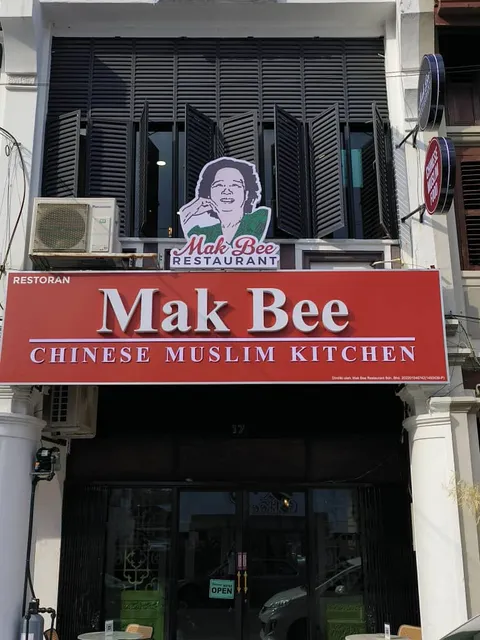 Mak Bee
RESTAURANT
RESTORAN
Mak Bee
CHINESE MUSLIM KITCHEN
17
OPEN